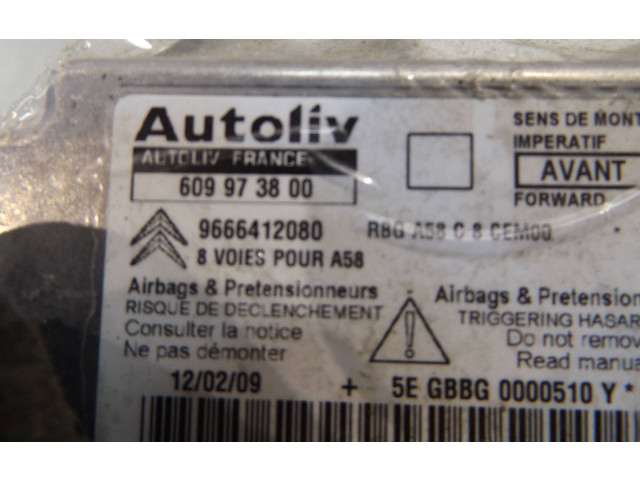 Autoliv
AUTOLIV FRANCE
609 97 38 00
SENS DE MONT
IMPERATIF
AVANT
FORWARD
9666412080
RBG A58 C 8 CEM00
8 VOIES POUR A58
Airbags & Pretensionneurs
RISQUE DE DECLENCHEMENT
Consulter la notice
Ne pas démonter
Airbags & Pretension
TRIGGERING HASAR
Do not remov
Read manua
12/02/09 + 5E GBBG 0000510 Y *